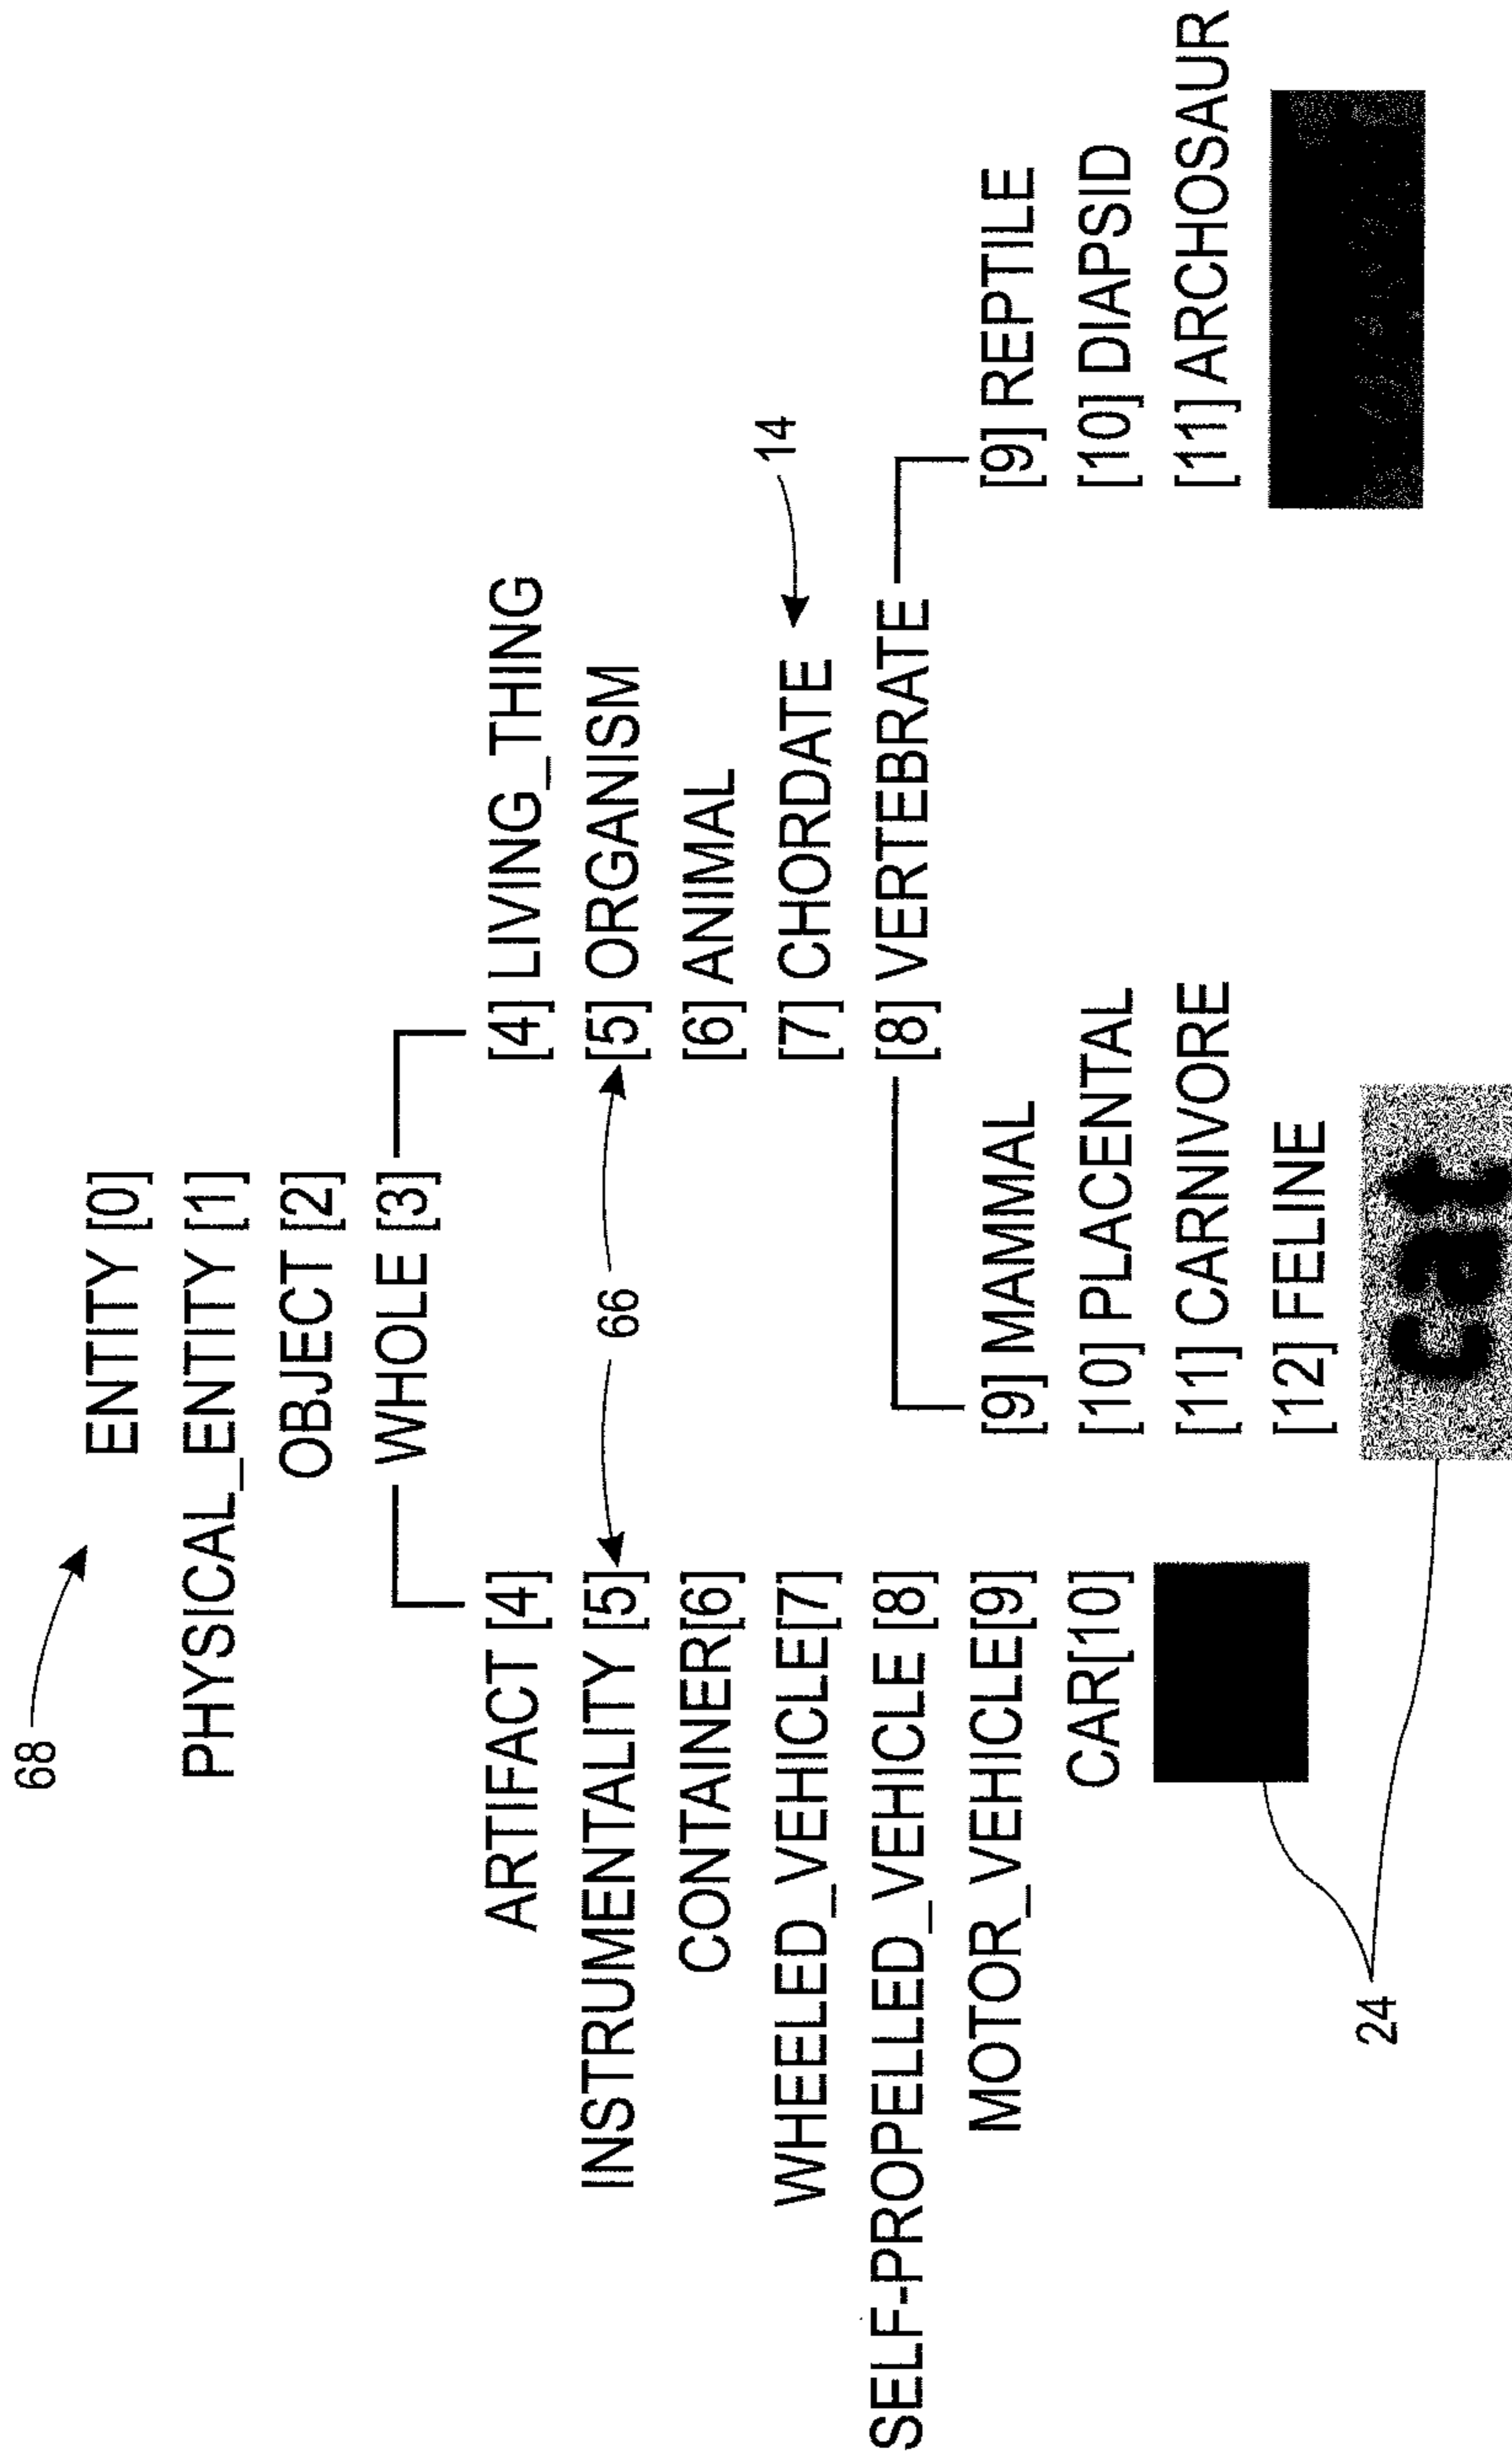 68
ENTITY [0]
PHYSICAL_ENTITY [1]
OBJECT [2]
WHOLE [3]
ARTIFACT [4]
INSTRUMENTALITY [5]
CONTAINER[6]
WHEELED_VEHICLE[7]
SELF-PROPELLED_VEHICLE [8]
MOTOR_VEHICLE[9]
CAR[10]
66
[4] LIVING_THING
[5] ORGANISM
[6] ANIMAL
[7] CHORDATE
[8] VERTEBRATE
14
[9] MAMMAL
[10] PLACENTAL
[11] CARNIVORE
[12] FELINE
cat
[9] REPTILE
[10] DIAPSID
[11] ARCHOSAUR
24